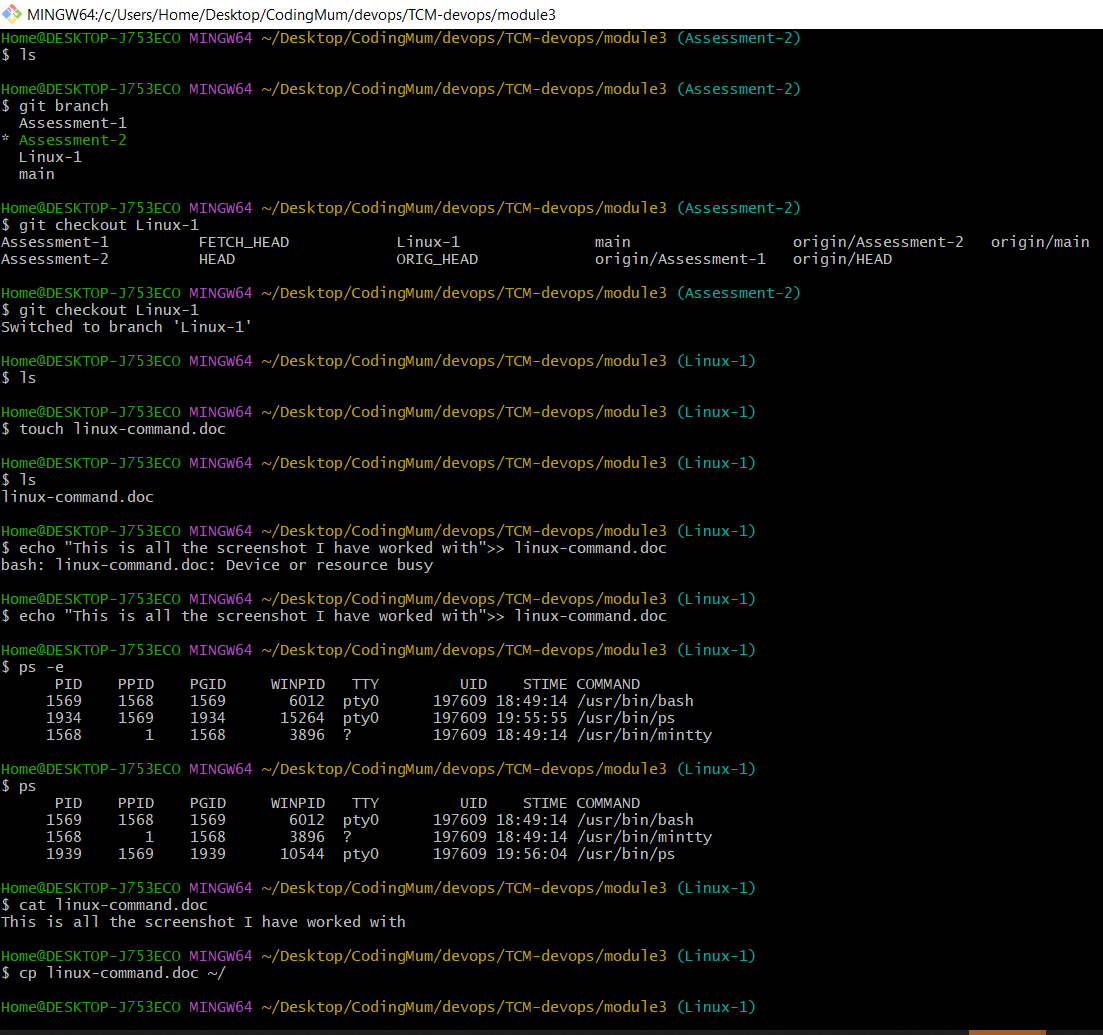 MINGW64:/c/Users/Home/Desktop/CodingMum/devops/TCM-devops/module3
Home@DESKTOP-J753ECO MINGW64 ~/Desktop/CodingMum/devops/TCM-devops/module3 (Assessment-2)
$ ls
Home@DESKTOP-J753ECO MINGW64 ~/Desktop/CodingMum/devops/TCM-devops/module3 (Assessment-2)
$ git branch
  Assessment-1
* Assessment-2
  Linux-1
  main
Home@DESKTOP-J753ECO MINGW64 ~/Desktop/CodingMum/devops/TCM-devops/module3 (Assessment-2)
$ git checkout Linux-1
Assessment-1          FETCH_HEAD            Linux-1               main                  origin/Assessment-2   origin/main
Assessment-2          HEAD                  ORIG_HEAD             origin/Assessment-1   origin/HEAD
Home@DESKTOP-J753ECO MINGW64 ~/Desktop/CodingMum/devops/TCM-devops/module3 (Assessment-2)
$ git checkout Linux-1
Switched to branch 'Linux-1'
Home@DESKTOP-J753ECO MINGW64 ~/Desktop/CodingMum/devops/TCM-devops/module3 (Linux-1)
$ ls
Home@DESKTOP-J753ECO MINGW64 ~/Desktop/CodingMum/devops/TCM-devops/module3 (Linux-1)
$ touch linux-command.doc
Home@DESKTOP-J753ECO MINGW64 ~/Desktop/CodingMum/devops/TCM-devops/module3 (Linux-1)
$ ls
linux-command.doc
Home@DESKTOP-J753ECO MINGW64 ~/Desktop/CodingMum/devops/TCM-devops/module3 (Linux-1)
$ echo "This is all the screenshot I have worked with">> linux-command.doc
bash: linux-command.doc: Device or resource busy
Home@DESKTOP-J753ECO MINGW64 ~/Desktop/CodingMum/devops/TCM-devops/module3 (Linux-1)
$ echo "This is all the screenshot I have worked with">> linux-command.doc
Home@DESKTOP-J753ECO MINGW64 ~/Desktop/CodingMum/devops/TCM-devops/module3 (Linux-1)
$ ps -e
      PID    PPID    PGID     WINPID   TTY         UID    STIME COMMAND
     1569    1568    1569       6012  pty0      197609 18:49:14 /usr/bin/bash
     1934    1569    1934      15264  pty0      197609 19:55:55 /usr/bin/ps
     1568       1    1568       3896  ?         197609 18:49:14 /usr/bin/mintty
Home@DESKTOP-J753ECO MINGW64 ~/Desktop/CodingMum/devops/TCM-devops/module3 (Linux-1)
$ ps
      PID    PPID    PGID     WINPID   TTY         UID    STIME COMMAND
     1569    1568    1569       6012  pty0      197609 18:49:14 /usr/bin/bash
     1568       1    1568       3896  ?         197609 18:49:14 /usr/bin/mintty
     1939    1569    1939      10544  pty0      197609 19:56:04 /usr/bin/ps
Home@DESKTOP-J753ECO MINGW64 ~/Desktop/CodingMum/devops/TCM-devops/module3 (Linux-1)
$ cat linux-command.doc
This is all the screenshot I have worked with
Home@DESKTOP-J753ECO MINGW64 ~/Desktop/CodingMum/devops/TCM-devops/module3 (Linux-1)
$ cp linux-command.doc ~/
Home@DESKTOP-J753ECO MINGW64 ~/Desktop/CodingMum/devops/TCM-devops/module3 (Linux-1)